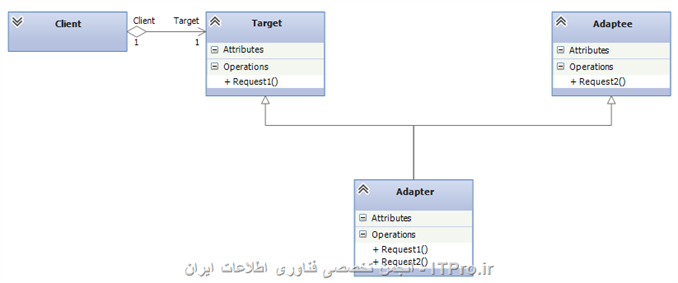 Client
Client
Target
1
1
Target
Attributes
Operations
+ Request1()
Adaptee
Attributes
Operations
+ Request2()
Adapter
Attributes
Operations
+ Request1()
+ Request2()
ITPro.ir - انجمن تخصصی فناوری اطلاعات ایران